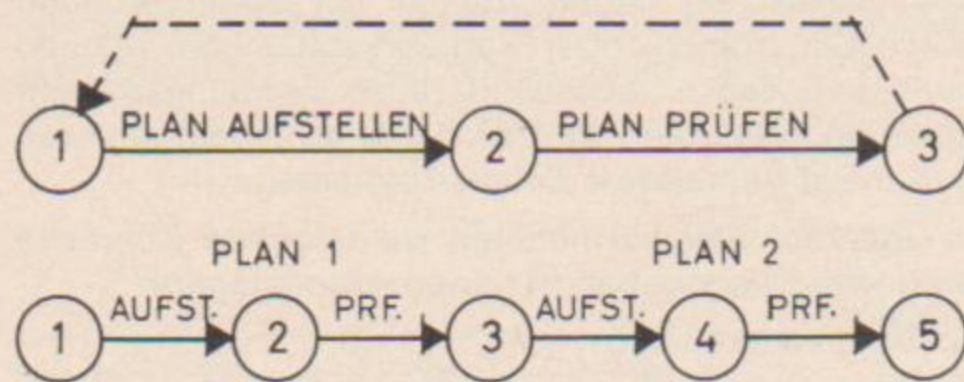 PLAN AUFSTELLEN PLAN PRÜFEN
1 2 3
PLAN 1 PLAN 2
AUFST. PRF. AUFST. PRF.
1 2 3 4 5